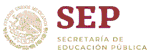 SEP
SECRETARÍA DE
EDUCACIÓN PÚBLICA